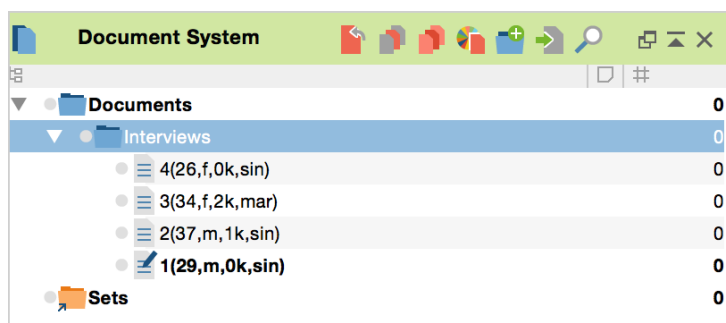 Document System
#
Documents 0
Interviews 0
4(26,f,0k,sin) 0
3(34,f,2k,mar) 0
2(37,m,1k,sin) 0
1(29,m,0k,sin) 0
Sets 0